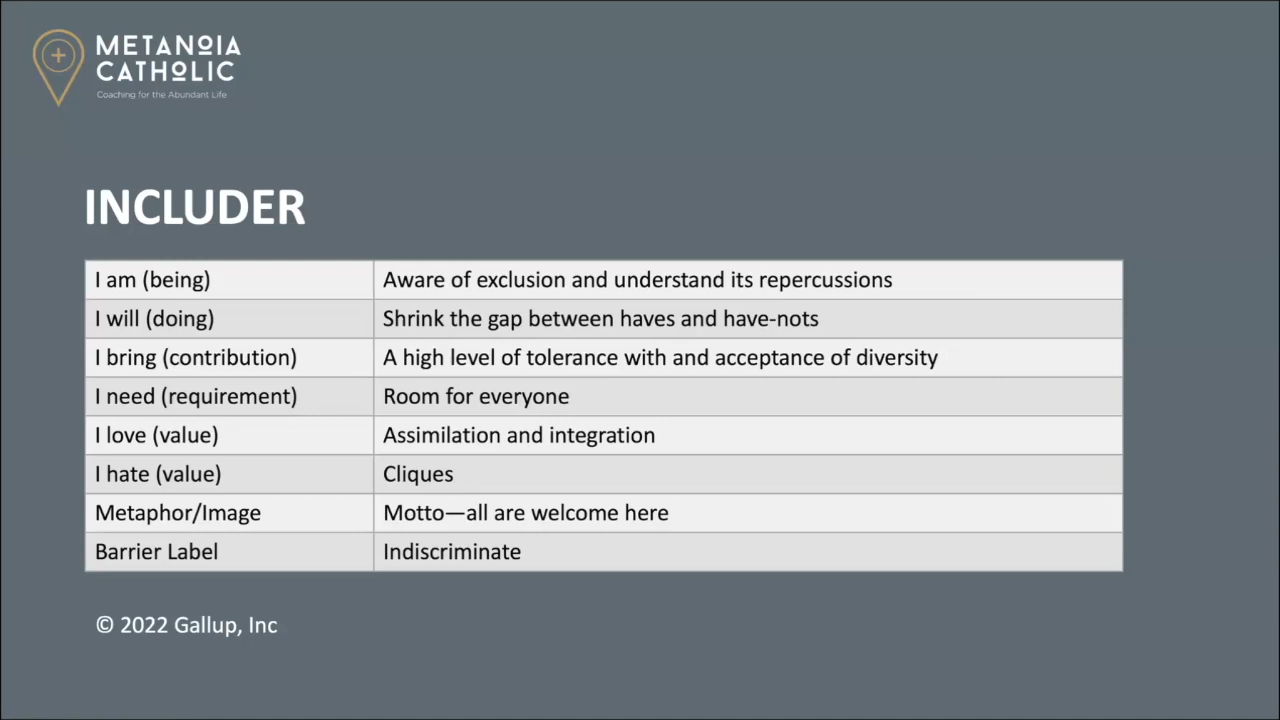 METANOIA
CATHOLIC
Coaching for the Abundant Life
INCLUDER
I am (being) Aware of exclusion and understand its repercussions
I will (doing) Shrink the gap between haves and have-nots
I bring (contribution) A high level of tolerance with and acceptance of diversity
I need (requirement) Room for everyone
I love (value) Assimilation and integration
I hate (value) Cliques
Metaphor/Image Motto—all are welcome here
Barrier Label Indiscriminate
© 2022 Gallup, Inc